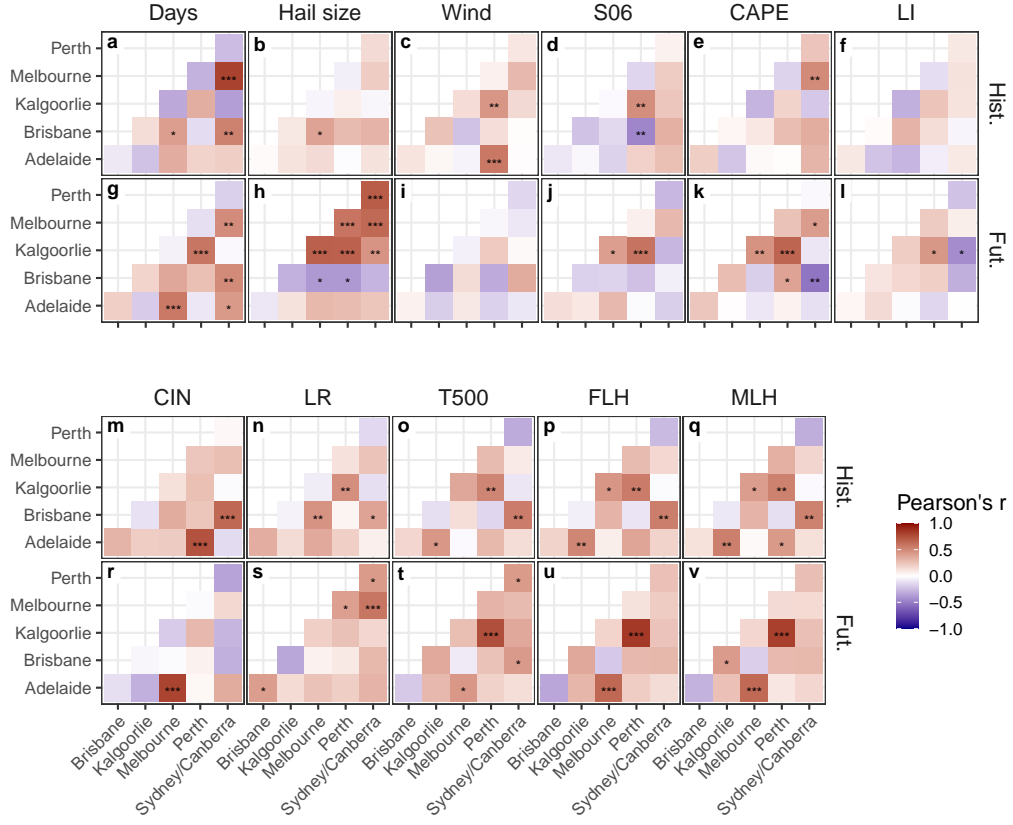 Days Hail size Wind S06 CAPE LI
a b c d e f
Perth
Melbourne ***  ** 
Kalgoorlie ** **
Brisbane * ** * **
Adelaide ***
Hist.
g h i j k l
Perth ***
Melbourne ** *** *** *
Kalgoorlie *** *** *** ** * *** ** *** * *
Brisbane ** * * * **
Adelaide *** *
Fut.
CIN LR T500 FLH MLH
m n o p q
Perth
Melbourne
Kalgoorlie ** ** * ** * **
Brisbane *** ** * ** ** **
Adelaide *** * ** ** *
Hist.
r s t u v
Perth * *
Melbourne * ***
Kalgoorlie *** *** ***
Brisbane * *
Adelaide *** * * *** ***
Fut.
Brisbane Kalgoorlie Melbourne Perth Sydney/Canberra
Brisbane Kalgoorlie Melbourne Perth Sydney/Canberra
Brisbane Kalgoorlie Melbourne Perth Sydney/Canberra
Brisbane Kalgoorlie Melbourne Perth Sydney/Canberra
Brisbane Kalgoorlie Melbourne Perth Sydney/Canberra
Pearson's r
1.0
0.5
0.0
−0.5
−1.0